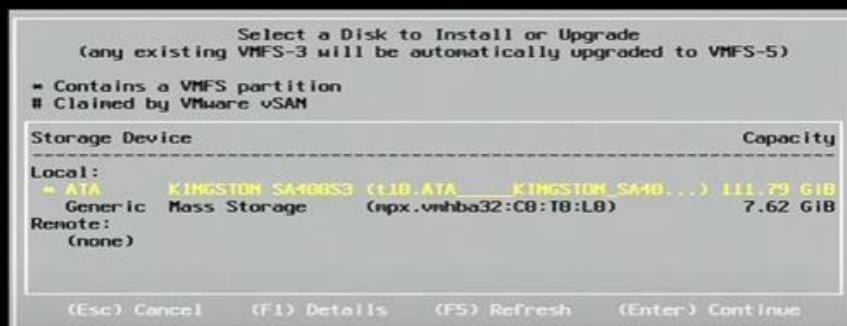 Select a Disk to Install or Upgrade
(any existing VMFS-3 will be automatically upgraded to VMFS-5)
* Contains a VMFS partition
# Claimed by VMware vSAN
Storage Device Capacity
Local:
* ATA KINGSTON SA400S3 (t10.ATA_____KINGSTON_SA40...) 111.79 GiB
Generic Mass Storage (mpx.vmhba32:C0:T0:L0) 7.62 GiB
Remote:
(none)
(Esc) Cancel (F1) Details (F5) Refresh (Enter) Continue